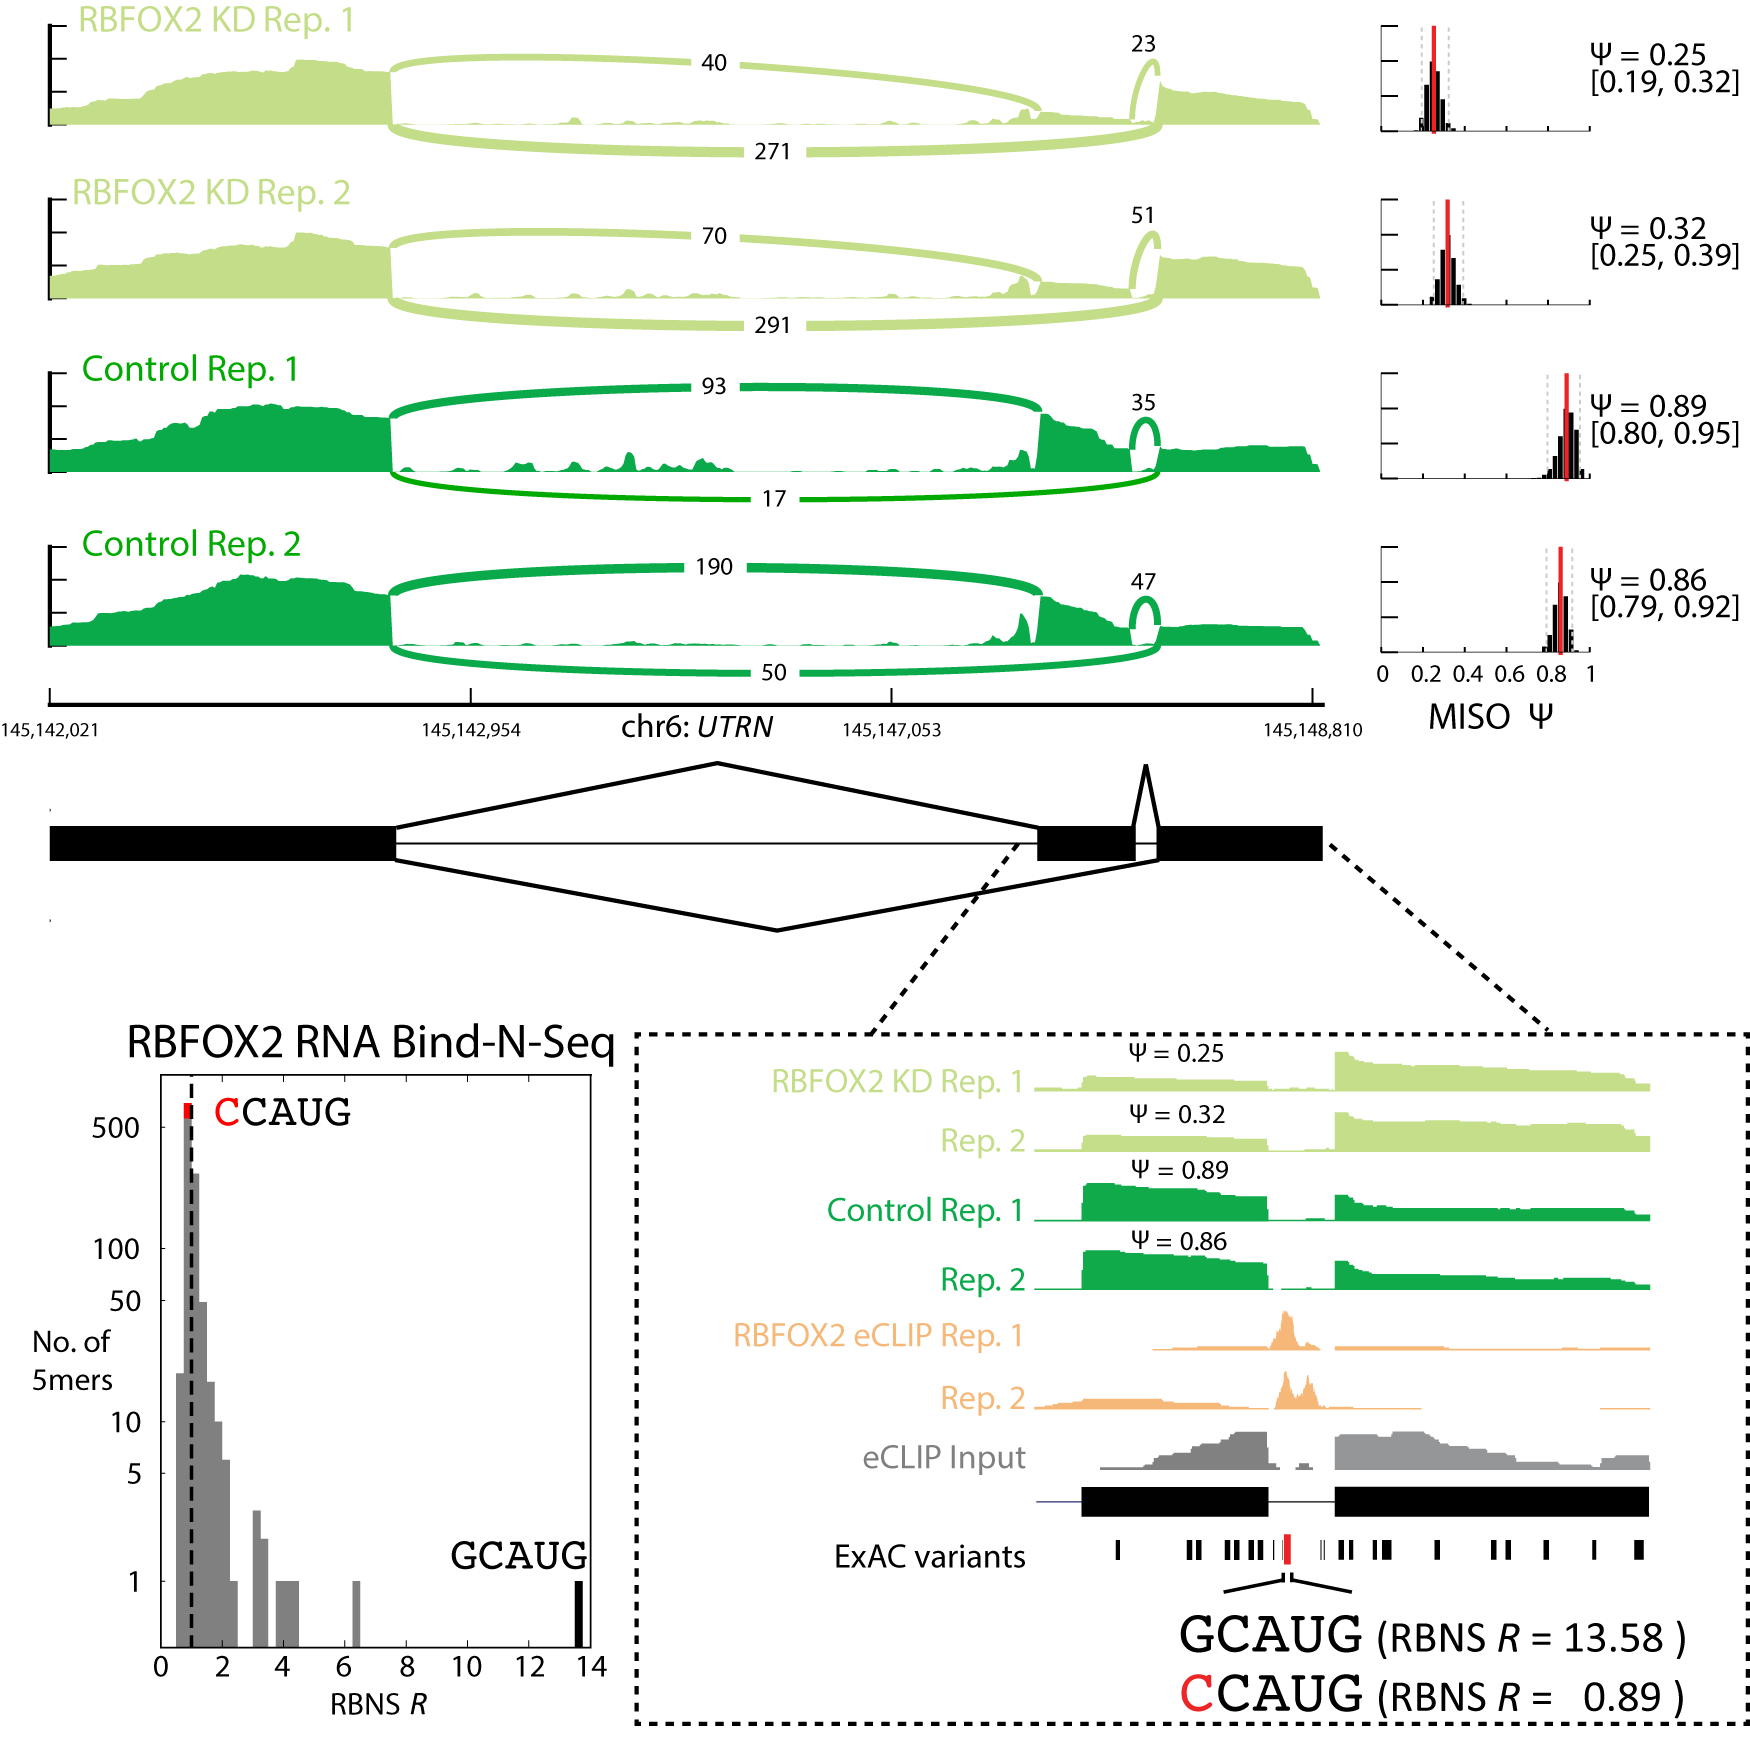 RBFOX2 KD Rep. 1
40
23
271
Ψ = 0.25
[0.19, 0.32]
RBFOX2 KD Rep. 2
70
51
291
Ψ = 0.32
[0.25, 0.39]
Control Rep. 1
93
35
17
Ψ = 0.89
[0.80, 0.95]
Control Rep. 2
190
47
50
Ψ = 0.86
[0.79, 0.92]
0 0.2 0.4 0.6 0.8 1
MISO Ψ
145,142,021 145,142,954 chr6: UTRN 145,147,053 145,148,810
RBFOX2 RNA Bind-N-Seq
CCAUG
500
100
50
No. of
5mers
10
5
1
GCAUG
0 2 4 6 8 10 12 14
RBNS R
Ψ = 0.25
RBFOX2 KD Rep. 1
Ψ = 0.32
Rep. 2
Ψ = 0.89
Control Rep. 1
Ψ = 0.86
Rep. 2
RBFOX2 eCLIP Rep. 1
Rep. 2
eCLIP Input
ExAC variants
GCAUG (RBNS R = 13.58 )
CCAUG (RBNS R = 0.89 )